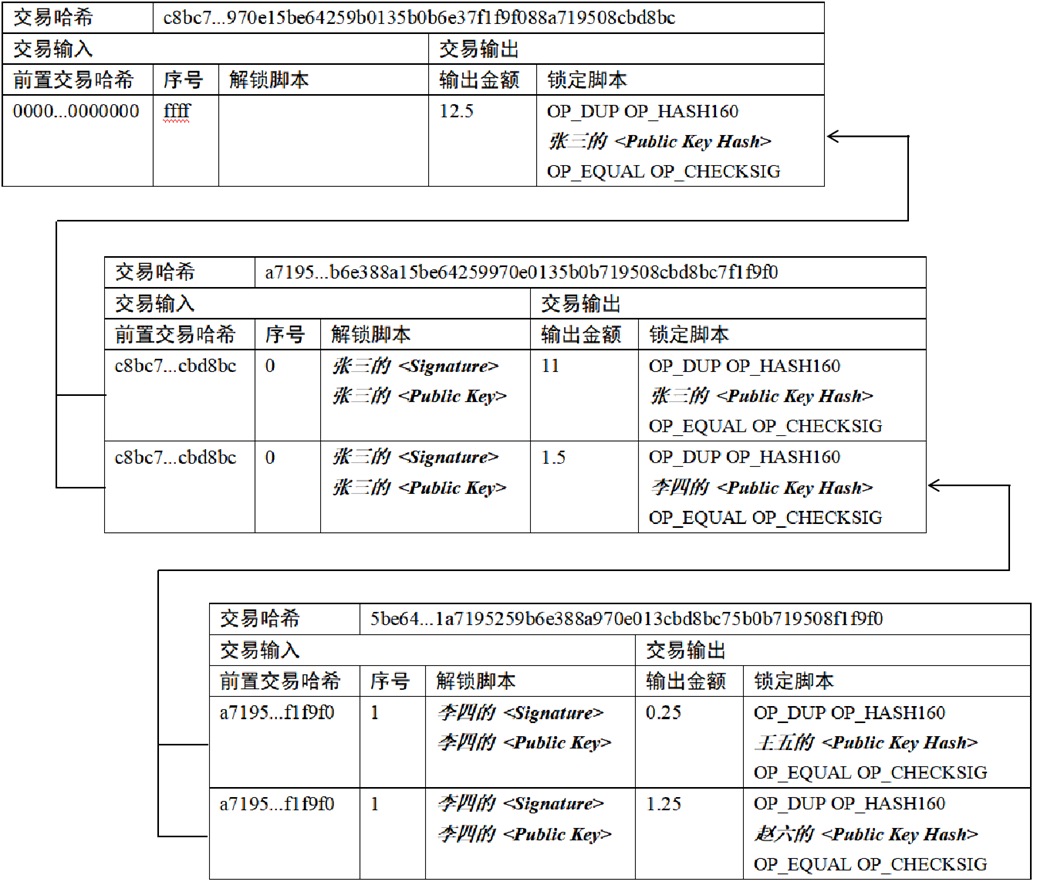 交易哈希 c8bc7...970e15be64259b0135b0b6e37f1f9f088a719508cbd8bc
交易输入 交易输出
前置交易哈希 序号 解锁脚本 输出金额 锁定脚本
0000...0000000 ffff 12.5 OP_DUP OP_HASH160
张三的 <Public Key Hash>
OP_EQUAL OP_CHECKSIG
交易哈希 a7195...b6e388a15be64259970e0135b0b719508cbd8bc7f1f9f0
交易输入 交易输出
前置交易哈希 序号 解锁脚本 输出金额 锁定脚本
c8bc7...cbd8bc 0 张三的 <Signature> 11 OP_DUP OP_HASH160
张三的 <Public Key> 张三的 <Public Key Hash>
OP_EQUAL OP_CHECKSIG
c8bc7...cbd8bc 0 张三的 <Signature> 1.5 OP_DUP OP_HASH160
张三的 <Public Key> 李四的 <Public Key Hash>
OP_EQUAL OP_CHECKSIG
交易哈希 5be64...1a7195259b6e388a970e013cbd8bc75b0b719508f1f9f0
交易输入 交易输出
前置交易哈希 序号 解锁脚本 输出金额 锁定脚本
a7195...f1f9f0 1 李四的 <Signature> 0.25 OP_DUP OP_HASH160
李四的 <Public Key> 王五的 <Public Key Hash>
OP_EQUAL OP_CHECKSIG
a7195...f1f9f0 1 李四的 <Signature> 1.25 OP_DUP OP_HASH160
李四的 <Public Key> 赵六的 <Public Key Hash>
OP_EQUAL OP_CHECKSIG